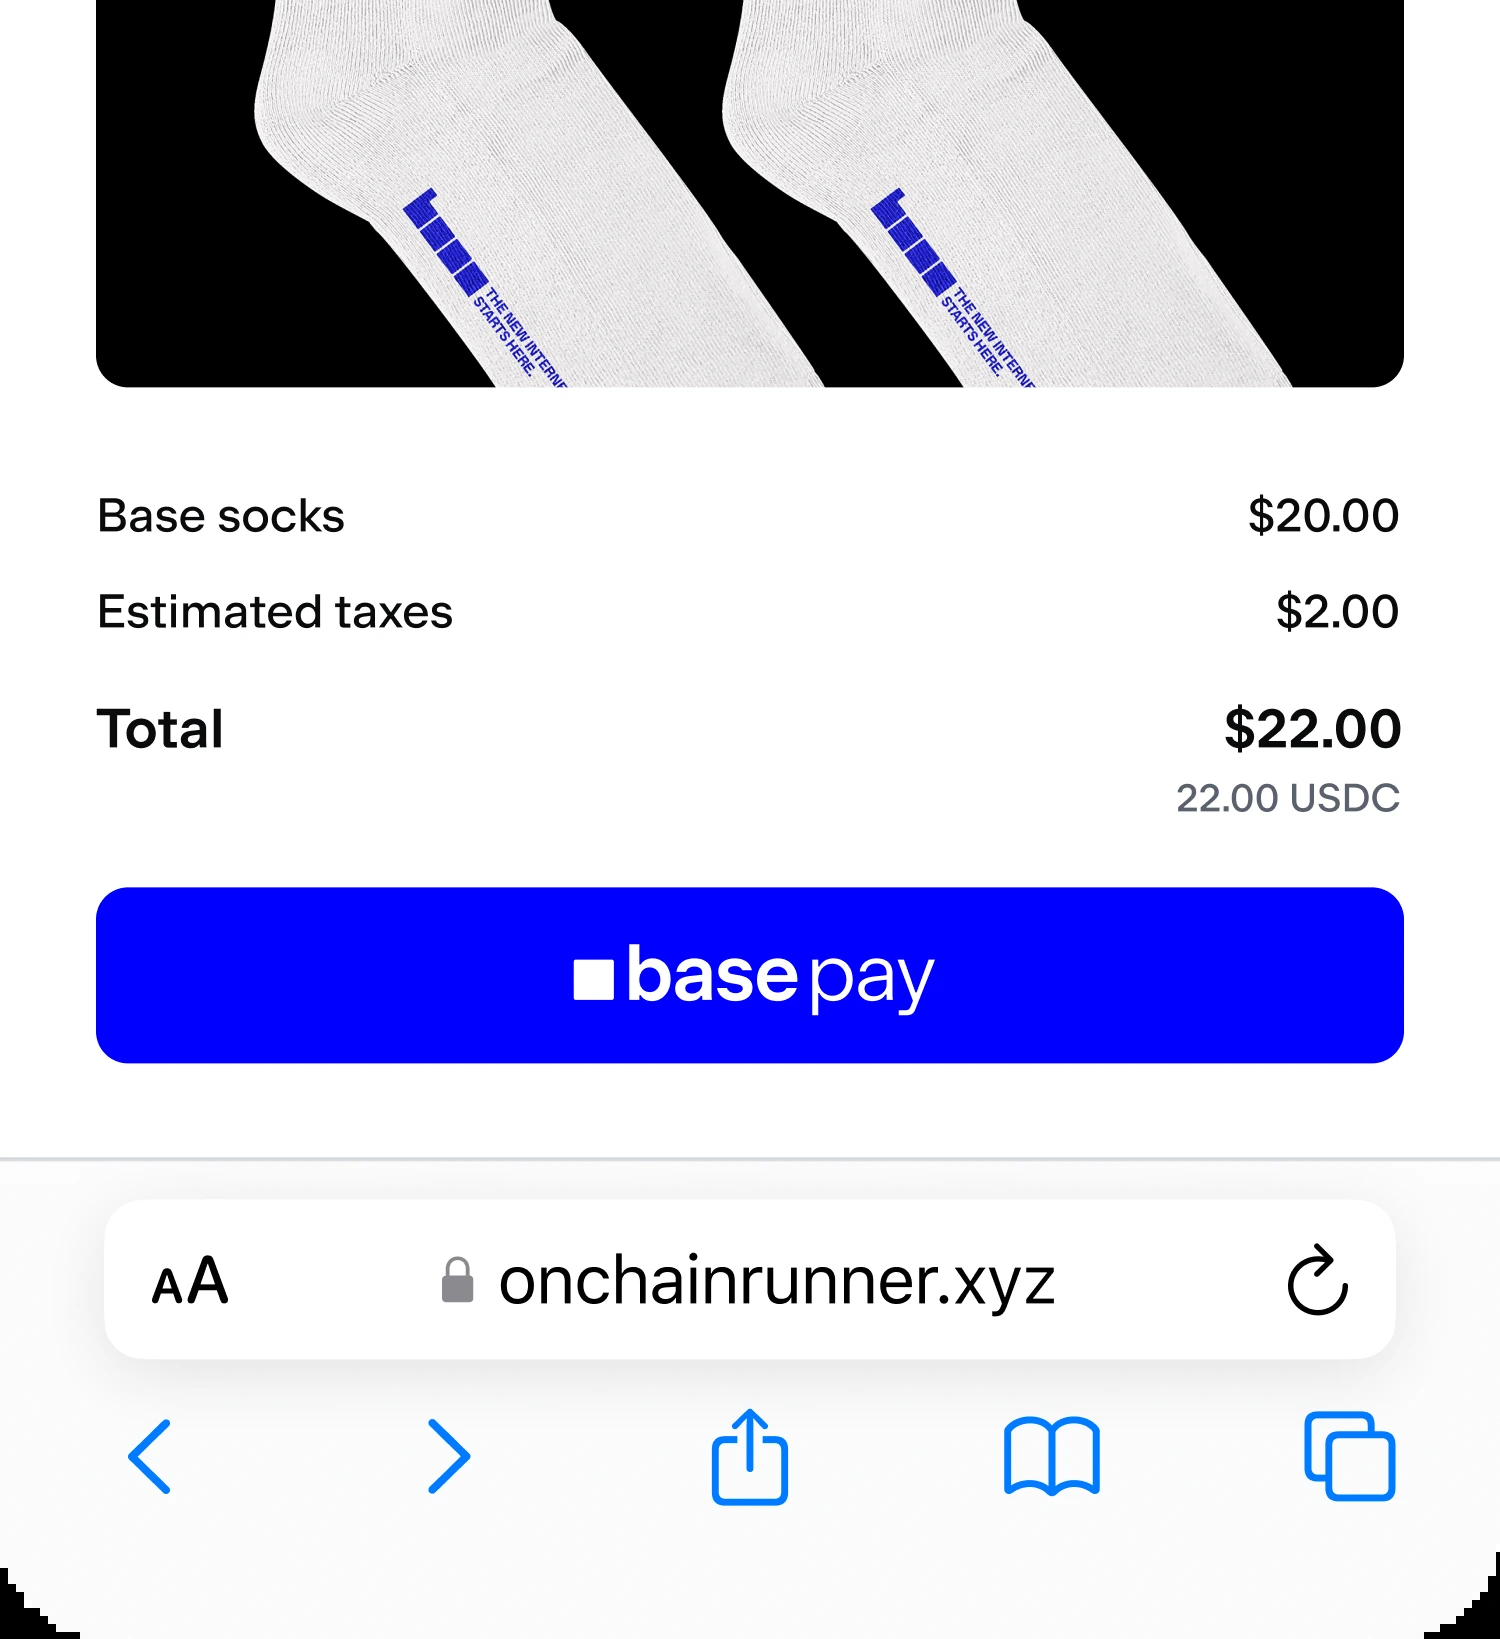 THE NEW INTERNE
STARTS HERE.
THE NEW INTERNE
STARTS HERE.
Base socks $20.00
Estimated taxes $2.00
Total $22.00
22.00 USDC
base pay
AA onchainrunner.xyz